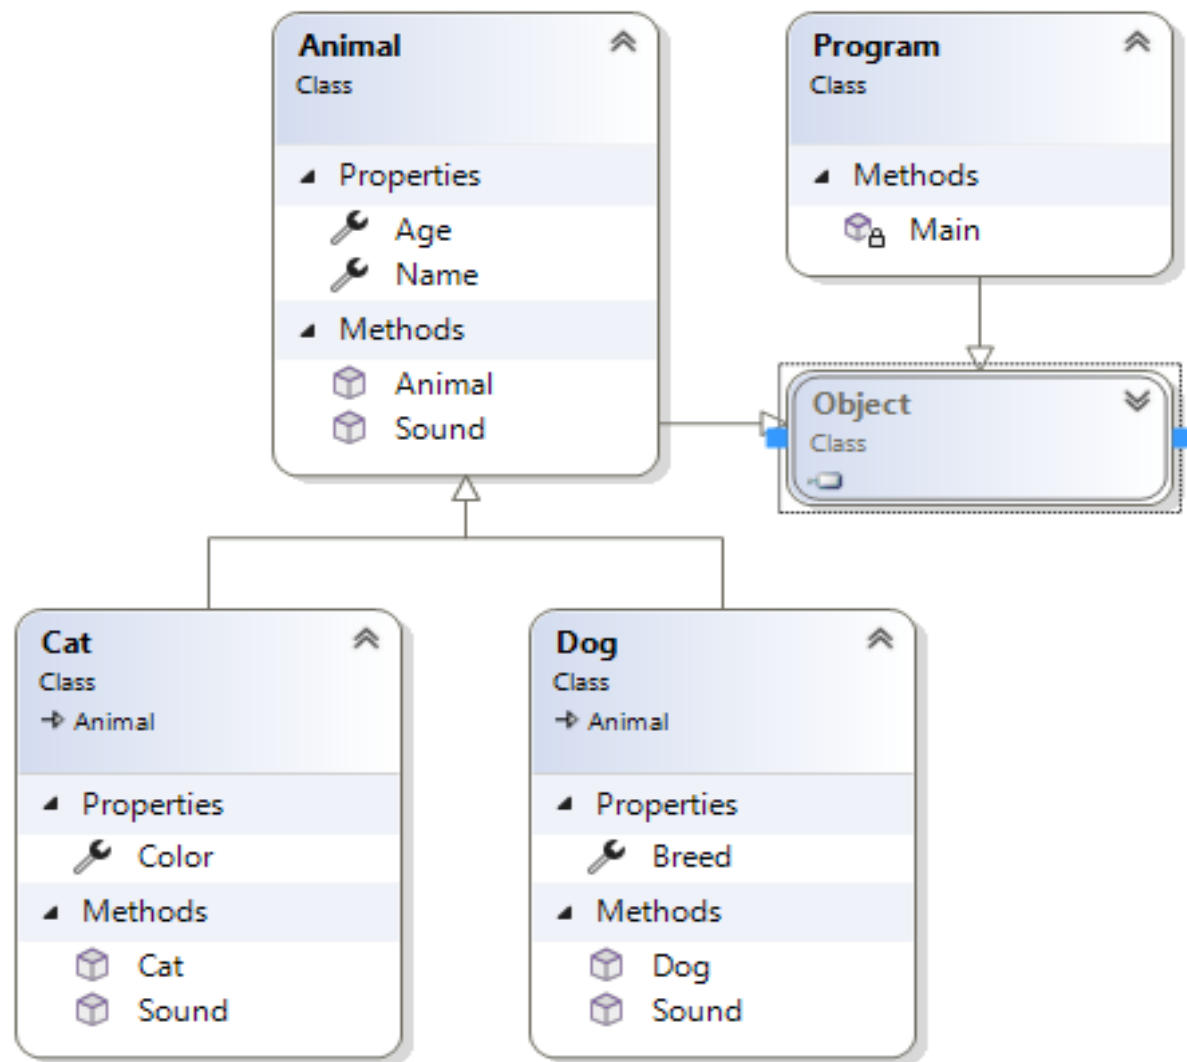 Animal
Class
Properties
Age
Name
Methods
Animal
Sound
Program
Class
Methods
Main
Object
Class
Cat
Class
Animal
Properties
Color
Methods
Cat
Sound
Dog
Class
Animal
Properties
Breed
Methods
Dog
Sound